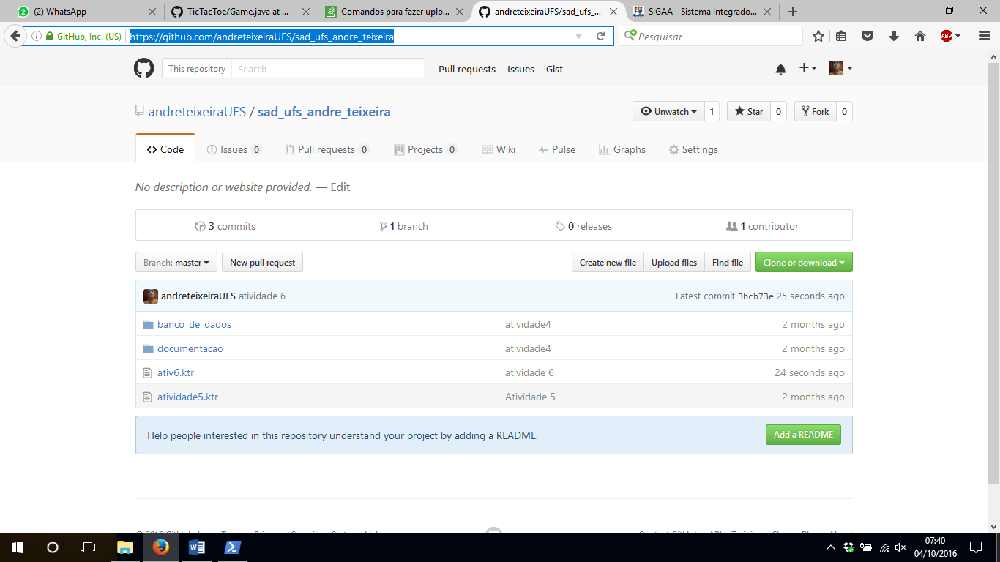 (2) WhatsApp
TicTacToe/Game.java at ...
Comandos para fazer uplo...
andreteixeiraUFS/sad_ufs_...
SIGAA - Sistema Integrado...
GitHub, Inc. (US)
https://github.com/andreteixeiraUFS/sad_ufs_andre_teixeira
Pesquisar
ABP
This repository
Search
Pull requests
Issues
Gist
andreteixeiraUFS / sad_ufs_andre_teixeira
Unwatch 1
Star 0
Fork 0
Code
Issues 0
Pull requests 0
Projects 0
Wiki
Pulse
Graphs
Settings
No description or website provided. — Edit
3 commits
1 branch
0 releases
1 contributor
Branch: master
New pull request
Create new file
Upload files
Find file
Clone or download
andreteixeiraUFS atividade 6
Latest commit 3bcb73e 25 seconds ago
banco_de_dados atividade4 2 months ago
documentacao atividade4 2 months ago
ativ6.ktr atividade 6 24 seconds ago
atividade5.ktr Atividade 5 2 months ago
Help people interested in this repository understand your project by adding a README.
Add a README
07:40
04/10/2016